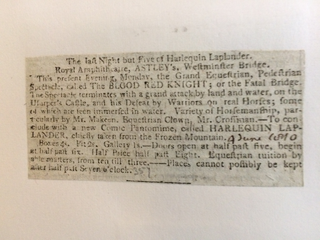 The last Night but Five of Harlequin Laplander.
Royal Amphitheatre, ASTLEY's, Westminster Bridge.
This present Evening, Monday, the Grand Equestrian, Pedestrian
Spectacle, called The BLOOD RED KNIGHT; or the Fatal Bridge.
The Spectacle terminates with a grand attack by land and water, on the
Usurper's Castle, and his Defeat by Warriors on real Horses; some
of which are seen immersed in water. Variety of Horsemanship, par-
ticularly by Mr. Makeen. Equestrian Clown, Mr. Crossman.—To con-
clude with a new Comic Pantomime, called HARLEQUIN LAP-
LANDER, chiefly taken from the Frozen Mountain.
Boxes 4s. Pit 2s. Gallery 1s.—Doors open at half past five, begin
at half past six. Half Price half past Eight. Equestrian tuition by
able masters, from ten till three.—Places cannot possibly be kept
after half past Seven o'clock.